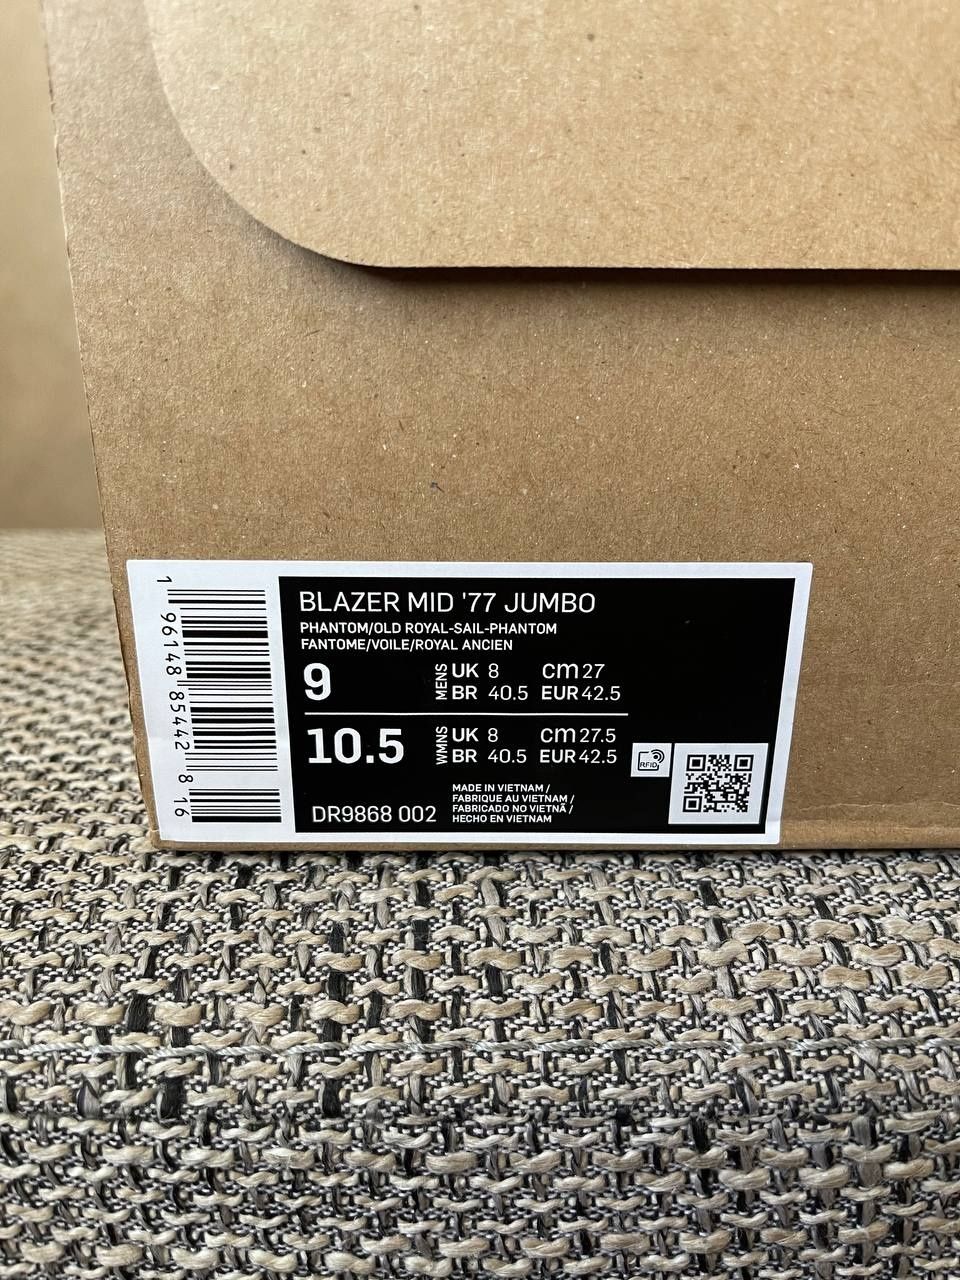 1 96148 85442 8 16
BLAZER MID '77 JUMBO
PHANTOM/OLD ROYAL-SAIL-PHANTOM
FANTOME/VOILE/ROYAL ANCIEN
9 MENS UK 8 cm 27
BR 40.5 EUR 42.5
10.5 WMNS UK 8 cm 27.5
BR 40.5 EUR 42.5
RFID
DR9868 002
MADE IN VIETNAM /
FABRIQUE AU VIETNAM /
FABRICADO NO VIETNÃ /
HECHO EN VIETNAM